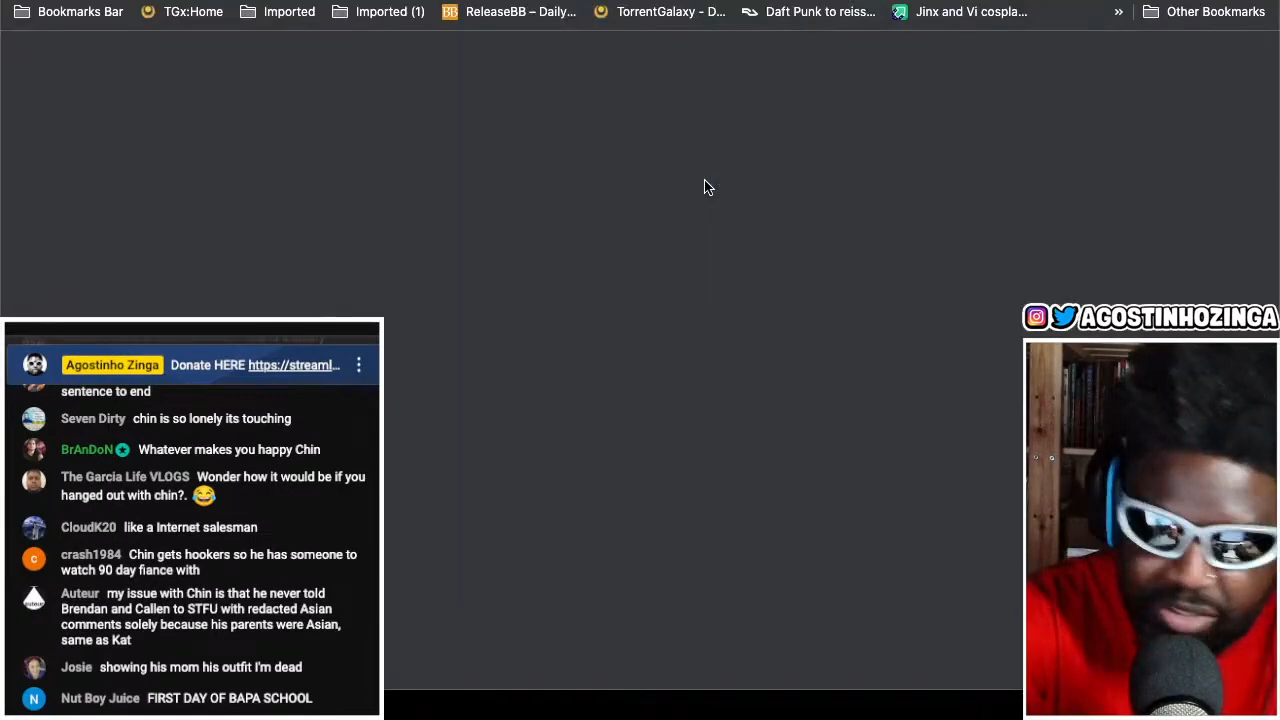 Bookmarks Bar TGx:Home Imported Imported (1) ReleaseBB – Daily... TorrentGalaxy - D... Daft Punk to reiss... Jinx and Vi cospla... » Other Bookmarks
AGOSTINHOZINGA
Agostinho Zinga Donate HERE https://streaml...
sentence to end
Seven Dirty chin is so lonely its touching
BrAnDoN Whatever makes you happy Chin
The Garcia Life VLOGS Wonder how it would be if you
hanged out with chin?. 😂
CloudK20 like a Internet salesman
crash1984 Chin gets hookers so he has someone to
watch 90 day fiance with
Auteur my issue with Chin is that he never told
Brendan and Callen to STFU with redacted Asian
comments solely because his parents were Asian,
same as Kat
Josie showing his mom his outfit I'm dead
Nut Boy Juice FIRST DAY OF BAPA SCHOOL